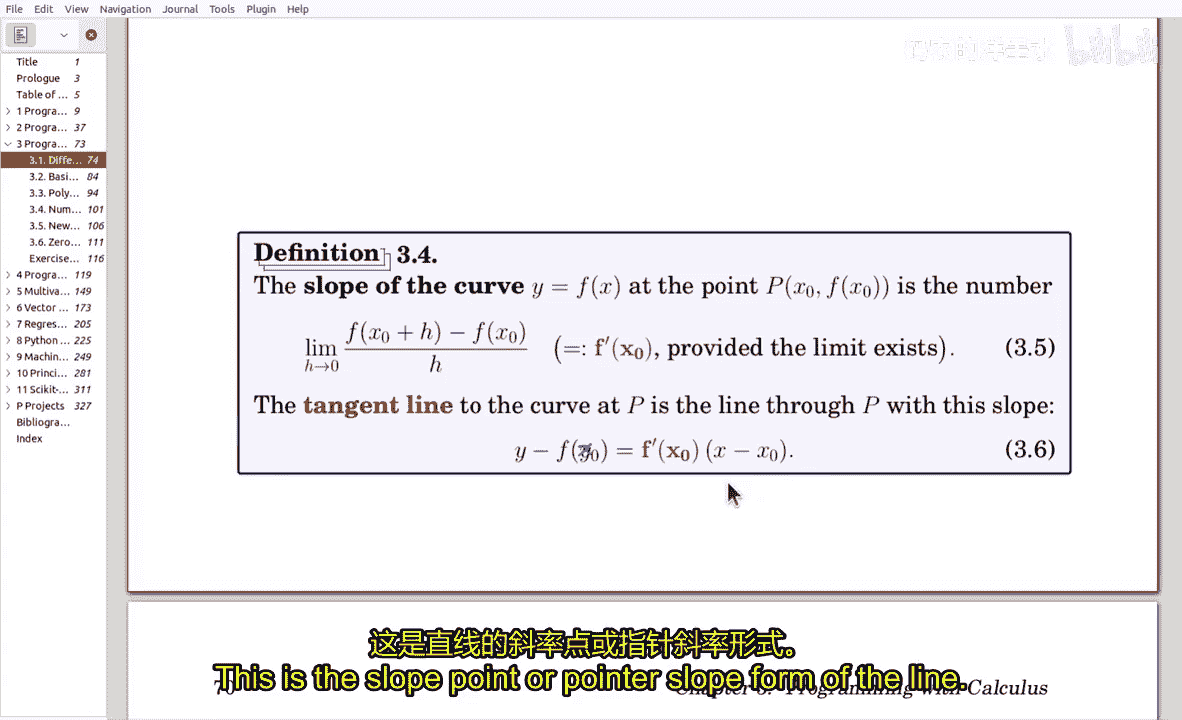 File Edit View Navigation Journal Tools Plugin Help
Title 1
Prologue 3
Table of ... 5
1 Progra... 9
2 Progra... 37
3 Progra... 73
3.1. Diffe... 74
3.2. Basi... 84
3.3. Poly... 94
3.4. Num... 101
3.5. New... 106
3.6. Zero... 111
Exercise... 116
4 Progra... 119
5 Multiva... 149
6 Vector ... 173
7 Regres... 205
8 Python ... 225
9 Machin... 249
10 Princi... 281
11 Scikit-... 311
P Projects 327
Bibliogra...
Index
Definition 3.4.
The slope of the curve y = f(x) at the point P(x₀, f(x₀)) is the number
lim h→0 (f(x₀ + h) − f(x₀)) / h (=: f′(x₀), provided the limit exists). (3.5)
The tangent line to the curve at P is the line through P with this slope:
y − f(x₀) = f′(x₀) (x − x₀). (3.6)
这是直线的斜率点或指针斜率形式。
This is the slope point or pointer slope form of the line.
Chapter 3. Programming with Calculus